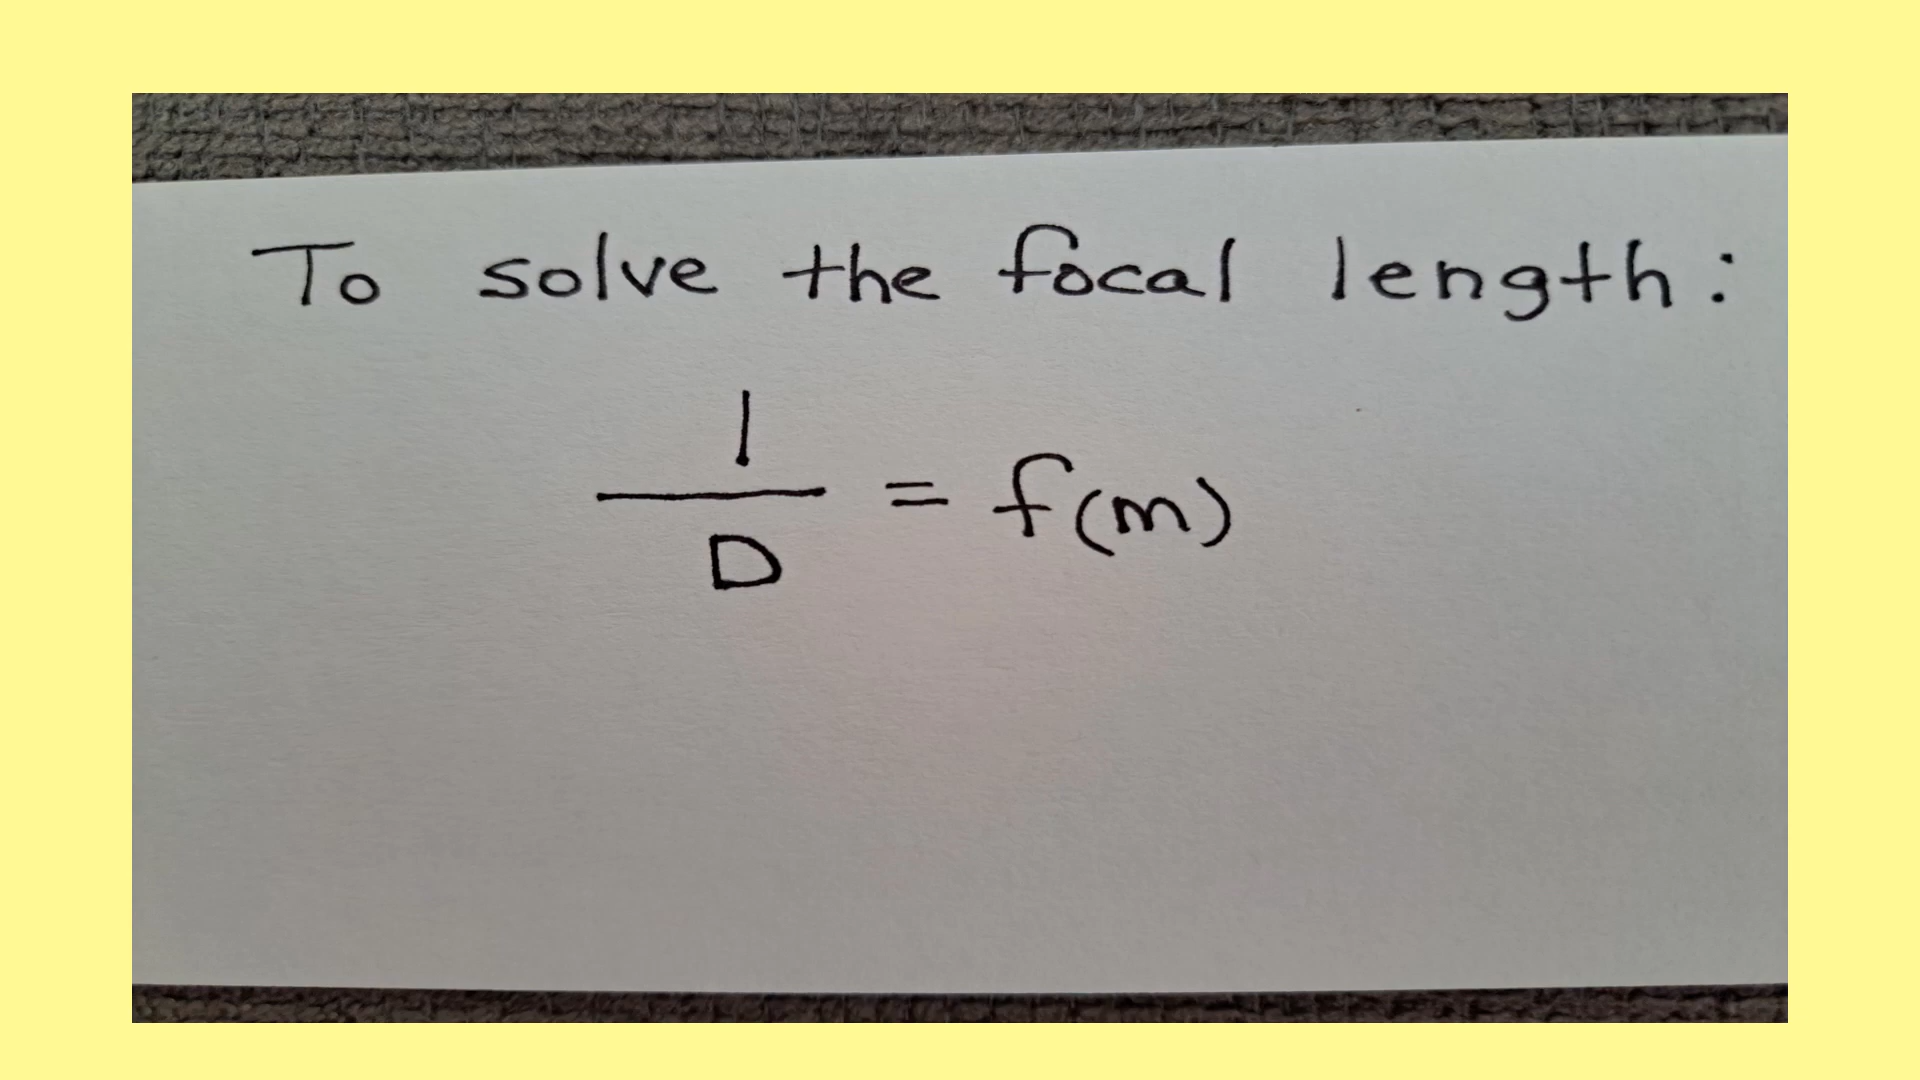 To solve the focal length:
1
D
= f(m)